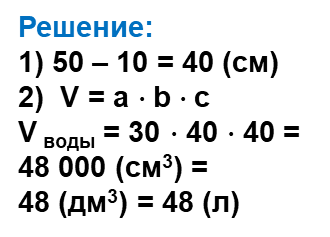 Решение:
1) 50 – 10 = 40 (см)
2) V = a · b · c
V воды = 30 · 40 · 40 =
48 000 (см³) =
48 (дм³) = 48 (л)